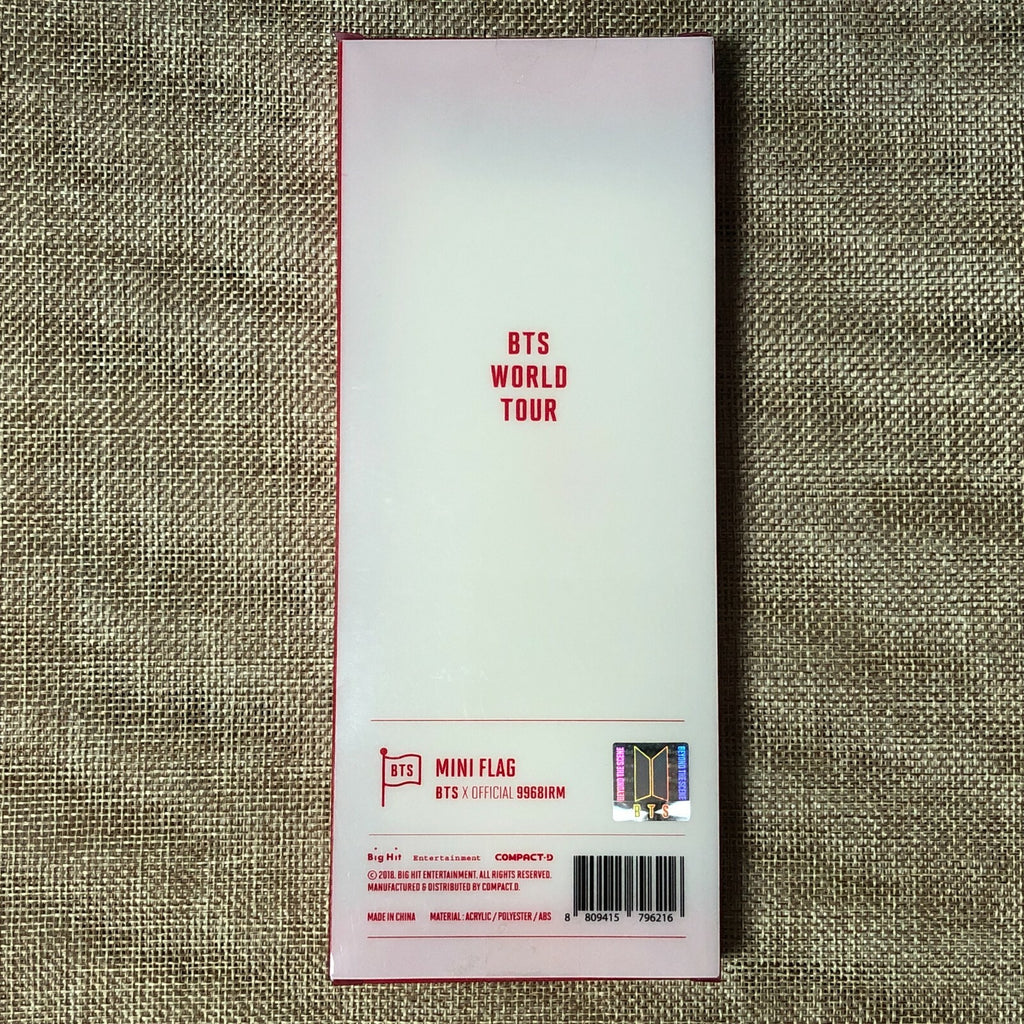 BTS
WORLD
TOUR
BTS
MINI FLAG
BTS X OFFICIAL 9968IRM
BEYOND THE SCENE
BEYOND THE SCENE
BTS
Big Hit Entertainment COMPACT-D
© 2018. BIG HIT ENTERTAINMENT. ALL RIGHTS RESERVED.
MANUFACTURED & DISTRIBUTED BY COMPACT.D.
MADE IN CHINA MATERIAL : ACRYLIC / POLYESTER / ABS
8 809415 796216